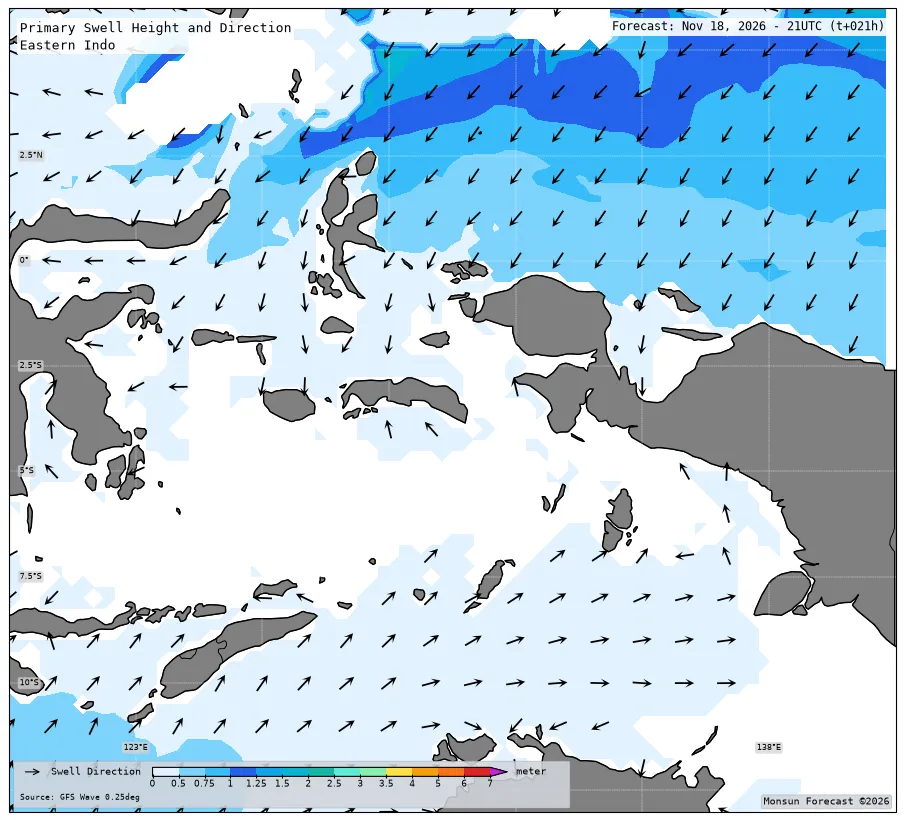 Primary Swell Height and Direction
Eastern Indo
Forecast: Nov 18, 2026 - 21UTC (t+021h)
2.5°N
0°
2.5°S
5°S
7.5°S
10°S
123°E
138°E
Swell Direction
meter
0 0.5 0.75 1 1.25 1.5 2 2.5 3 3.5 4 5 6 7
Source: GFS Wave 0.25deg
Monsun Forecast ©2026